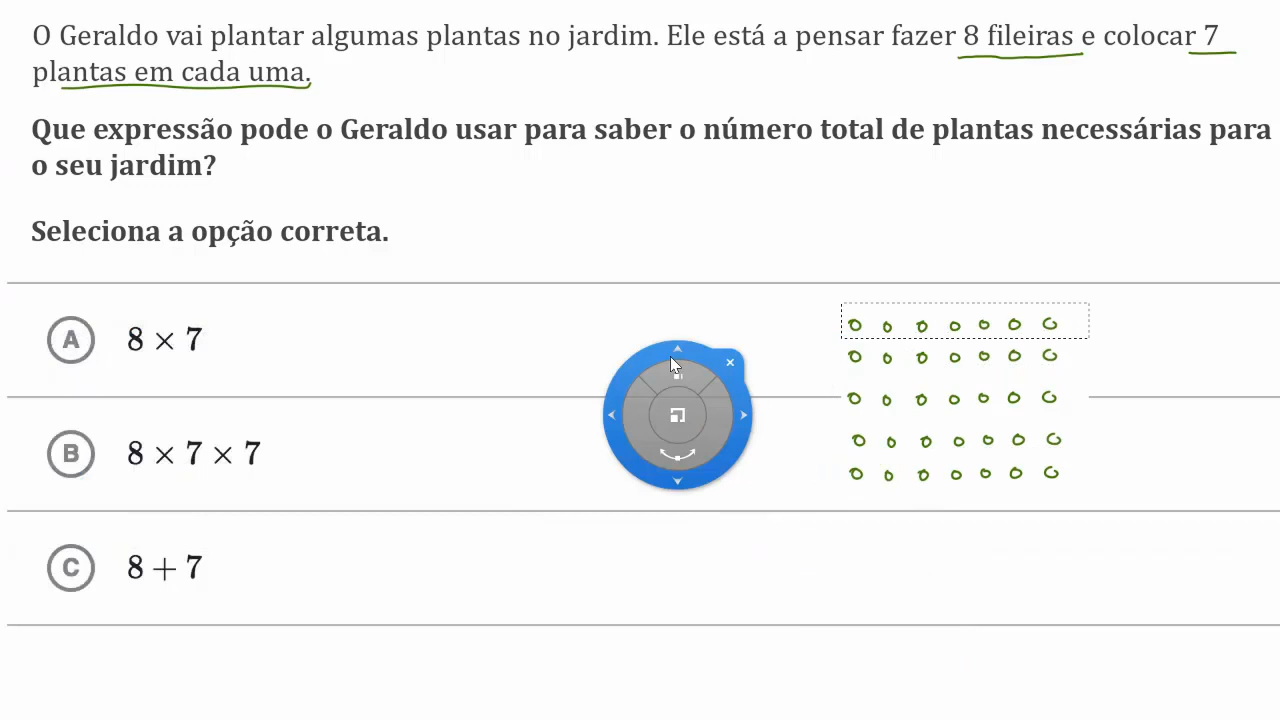 O Geraldo vai plantar algumas plantas no jardim. Ele está a pensar fazer 8 fileiras e colocar 7
plantas em cada uma.
Que expressão pode o Geraldo usar para saber o número total de plantas necessárias para
o seu jardim?
Seleciona a opção correta.
A 8 × 7
B 8 × 7 × 7
C 8 + 7